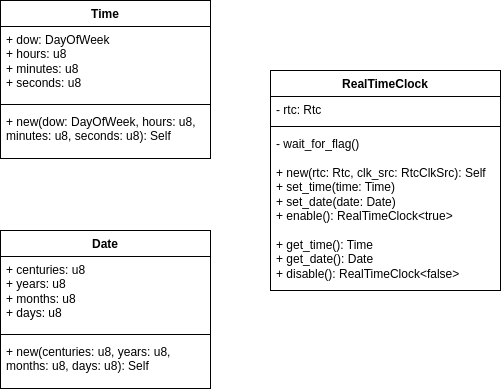 Time
+ dow: DayOfWeek
+ hours: u8
+ minutes: u8
+ seconds: u8
+ new(dow: DayOfWeek, hours: u8,
minutes: u8, seconds: u8): Self
RealTimeClock
- rtc: Rtc
- wait_for_flag()
+ new(rtc: Rtc, clk_src: RtcClkSrc): Self
+ set_time(time: Time)
+ set_date(date: Date)
+ enable(): RealTimeClock<true>
+ get_time(): Time
+ get_date(): Date
+ disable(): RealTimeClock<false>
Date
+ centuries: u8
+ years: u8
+ months: u8
+ days: u8
+ new(centuries: u8, years: u8,
months: u8, days: u8): Self